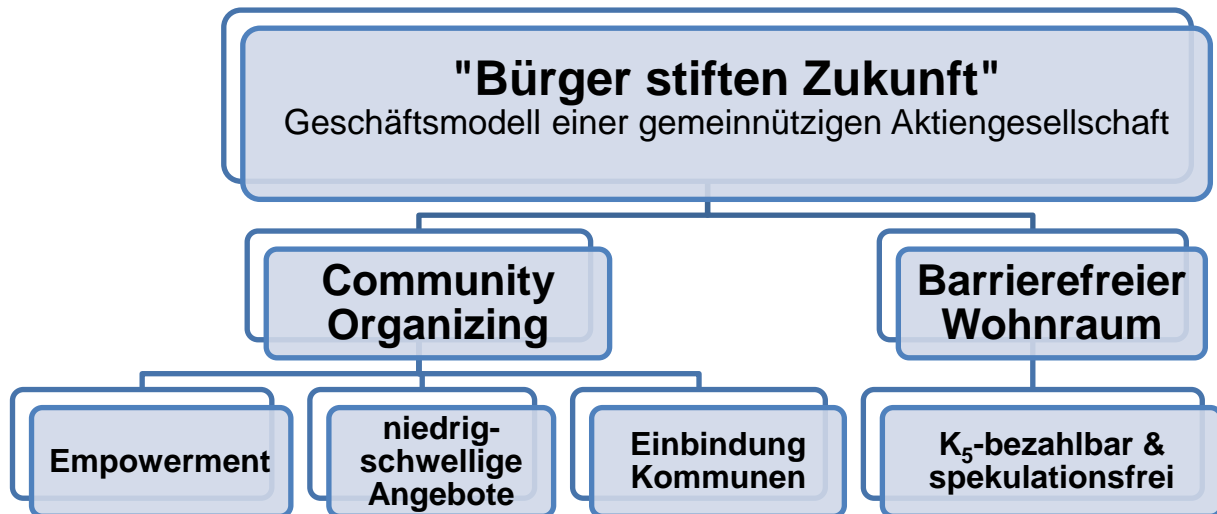 "Bürger stiften Zukunft"
Geschäftsmodell einer gemeinnützigen Aktiengesellschaft
Community
Organizing
Barrierefreier
Wohnraum
Empowerment
niedrig-
schwellige
Angebote
Einbindung
Kommunen
K₅-bezahlbar &
spekulationsfrei